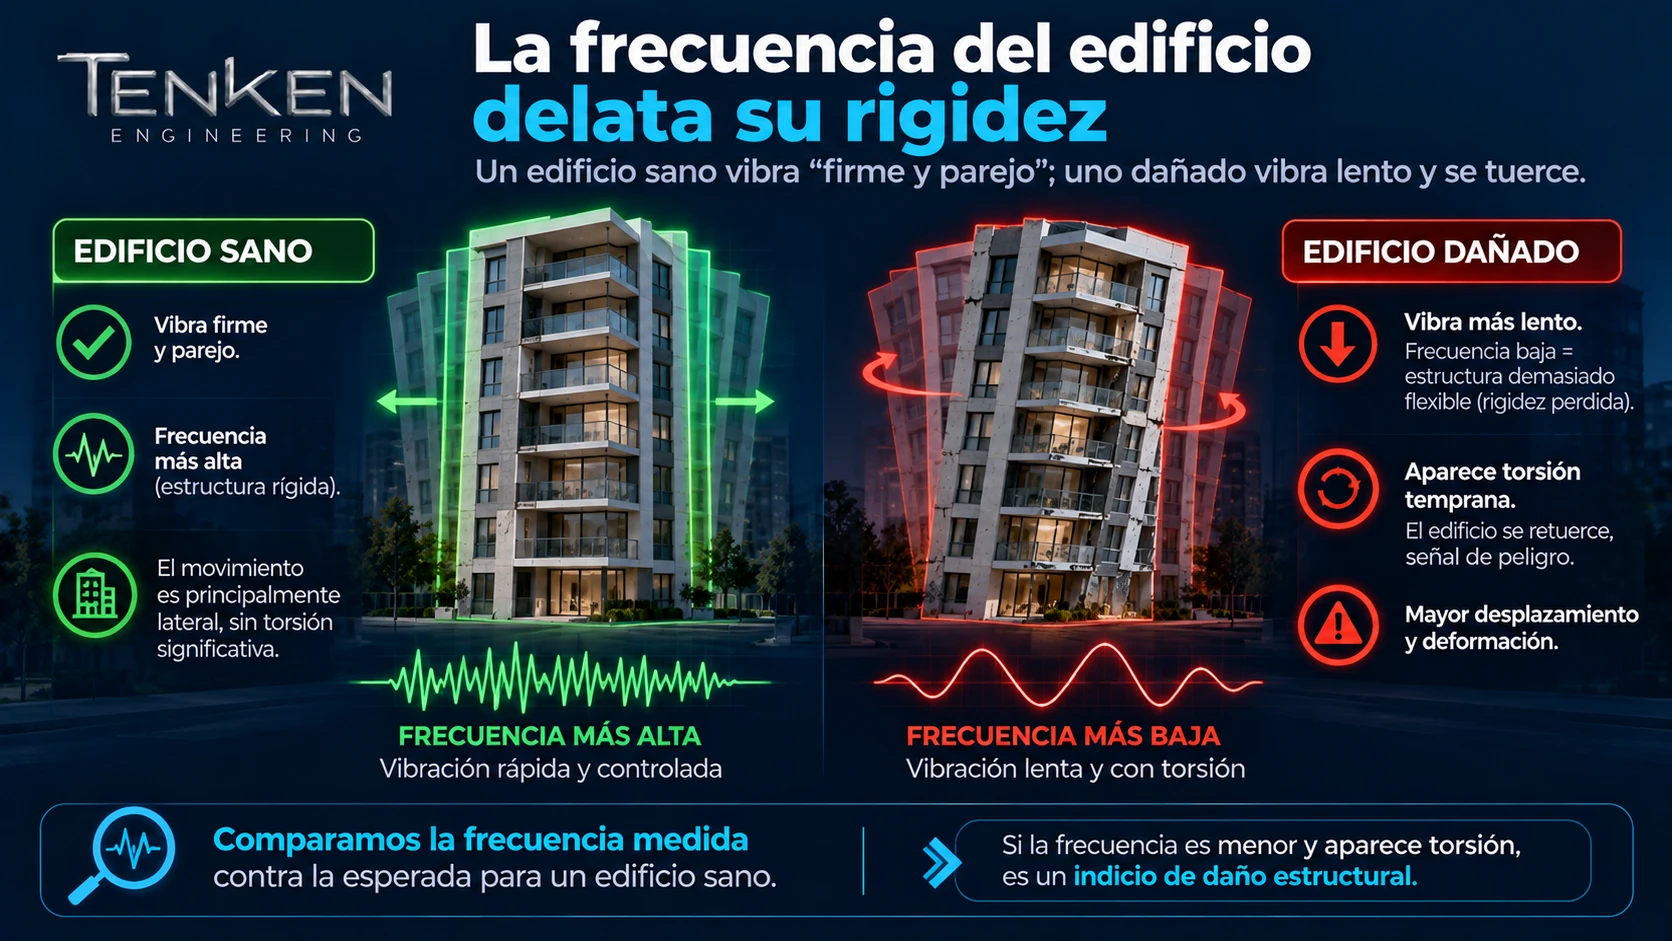 TENKEN
ENGINEERING
La frecuencia del edificio
delata su rigidez
Un edificio sano vibra “firme y parejo”; uno dañado vibra lento y se tuerce.
EDIFICIO SANO
Vibra firme
y parejo.
Frecuencia
más alta
(estructura rígida).
El movimiento
es principalmente
lateral, sin torsión
significativa.
FRECUENCIA MÁS ALTA
Vibración rápida y controlada
EDIFICIO DAÑADO
Vibra más lento.
Frecuencia baja =
estructura demasiado
flexible (rigidez perdida).
Aparece torsión
temprana.
El edificio se retuerce,
señal de peligro.
Mayor desplazamiento
y deformación.
FRECUENCIA MÁS BAJA
Vibración lenta y con torsión
Comparamos la frecuencia medida
contra la esperada para un edificio sano.
Si la frecuencia es menor y aparece torsión,
es un indicio de daño estructural.